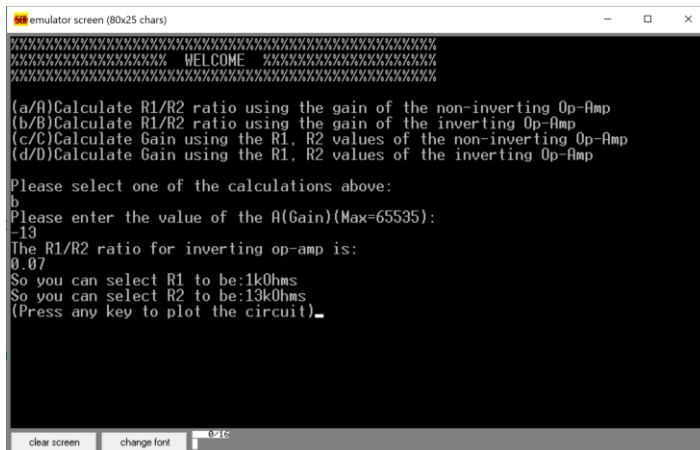 emulator screen (80x25 chars)
%%%%%%%%%%%%%%%%%%%%%%%%%%%%%%%%%%%%%%%%%%%%%%%%%
%%%%%%%%%%%%%%%%%% WELCOME %%%%%%%%%%%%%%%%%%%%
%%%%%%%%%%%%%%%%%%%%%%%%%%%%%%%%%%%%%%%%%%%%%%%%%
(a/A)Calculate R1/R2 ratio using the gain of the non-inverting Op-Amp
(b/B)Calculate R1/R2 ratio using the gain of the inverting Op-Amp
(c/C)Calculate Gain using the R1, R2 values of the non-inverting Op-Amp
(d/D)Calculate Gain using the R1, R2 values of the inverting Op-Amp
Please select one of the calculations above:
b
Please enter the value of the A(Gain)(Max=65535):
-13
The R1/R2 ratio for inverting op-amp is:
0.07
So you can select R1 to be:1kOhms
So you can select R2 to be:13kOhms
(Press any key to plot the circuit)_
clear screen change font 0/16